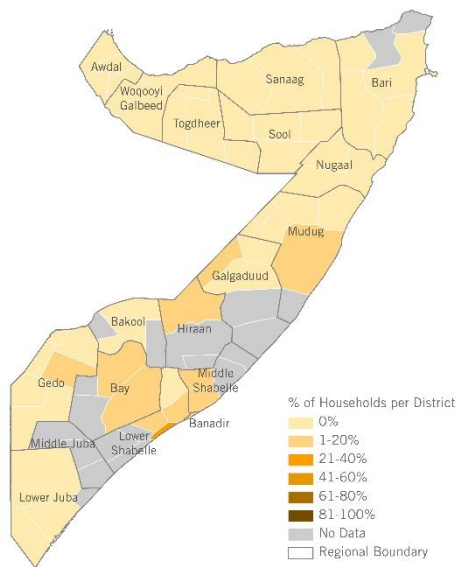 Awdal
Woqooyi
Galbeed
Togdheer
Sanaag
Sool
Bari
Nugaal
Mudug
Galgaduud
Hiraan
Bakool
Gedo
Bay
Middle
Shabelle
Banadir
Lower
Shabelle
Middle Juba
Lower Juba
% of Households per District
0%
1-20%
21-40%
41-60%
61-80%
81-100%
No Data
Regional Boundary